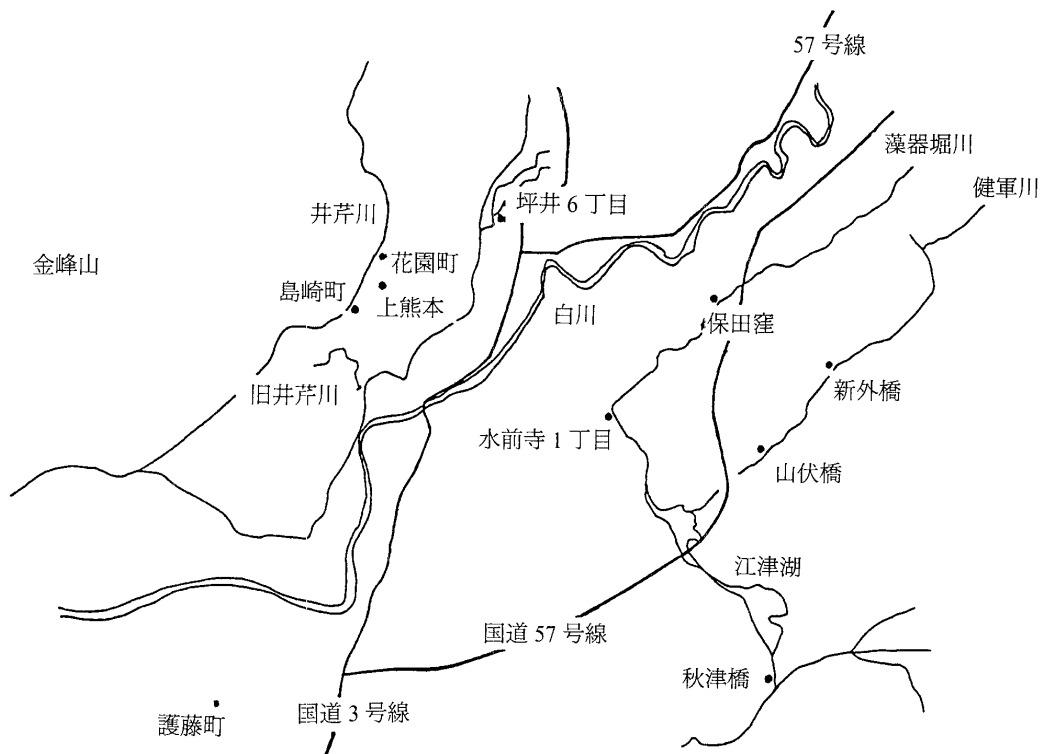 57 号線
藻器堀川
健軍川
坪井 6 丁目
井芹川
金峰山
花園町
島崎町
上熊本
白川
保田窪
旧井芹川
新外橋
水前寺 1 丁目
山伏橋
江津湖
国道 57 号線
秋津橋
国道 3 号線
護藤町